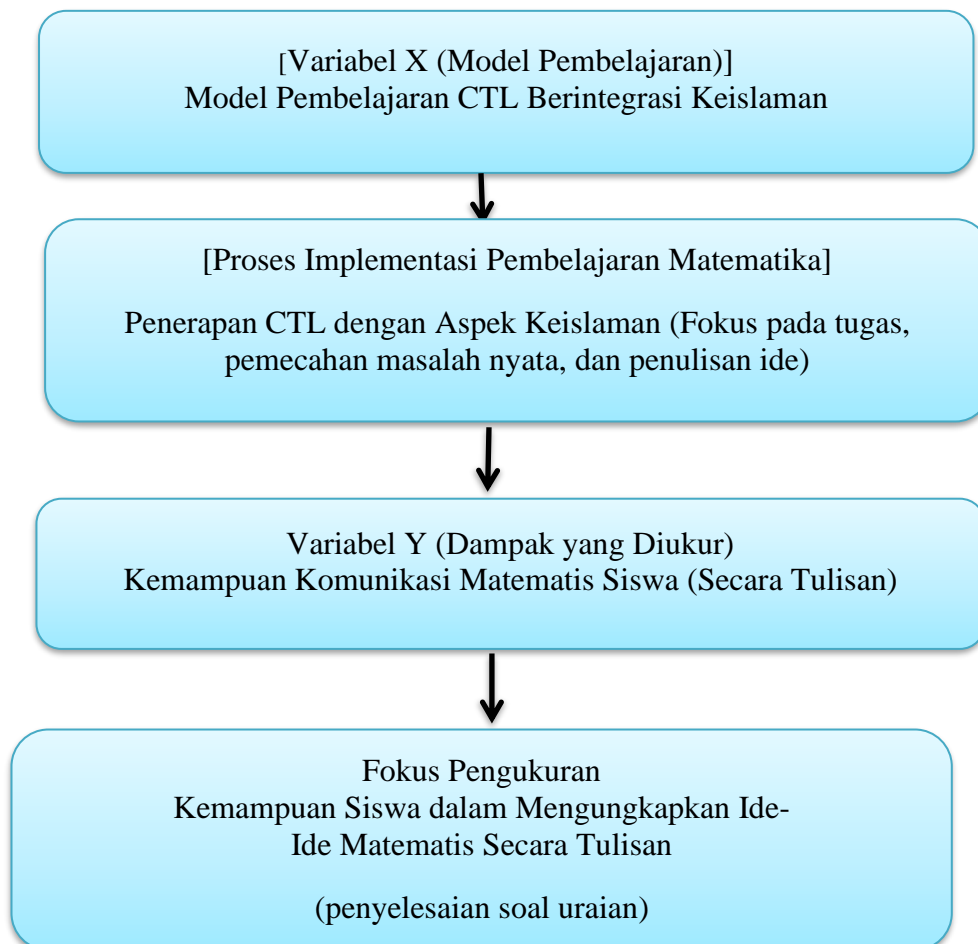 [Variabel X (Model Pembelajaran)]
Model Pembelajaran CTL Berintegrasi Keislaman
[Proses Implementasi Pembelajaran Matematika]
Penerapan CTL dengan Aspek Keislaman (Fokus pada tugas,
pemecahan masalah nyata, dan penulisan ide)
Variabel Y (Dampak yang Diukur)
Kemampuan Komunikasi Matematis Siswa (Secara Tulisan)
Fokus Pengukuran
Kemampuan Siswa dalam Mengungkapkan Ide-
Ide Matematis Secara Tulisan
(penyelesaian soal uraian)